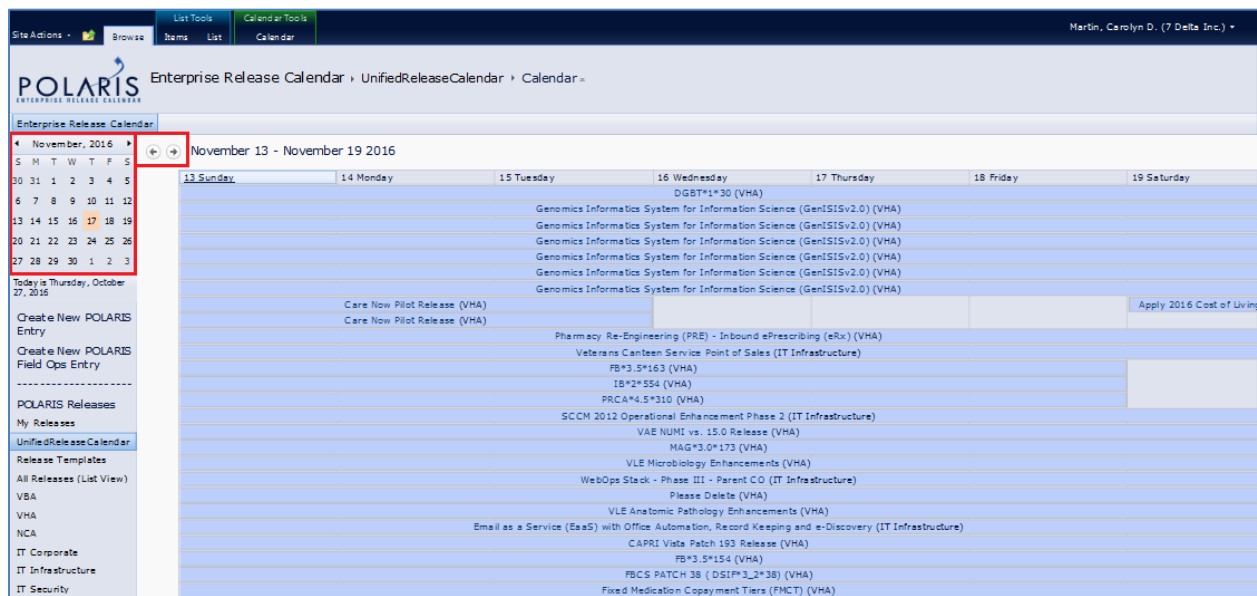 List Tools Calendar Tools
Site Actions Browse Items List Calendar Martin, Carolyn D. (7 Delta Inc.)
POLARIS
ENTERPRISE RELEASE CALENDAR
Enterprise Release Calendar UnifiedReleaseCalendar Calendar
Enterprise Release Calendar
November, 2016
S M T W T F S
30 31 1 2 3 4 5
6 7 8 9 10 11 12
13 14 15 16 17 18 19
20 21 22 23 24 25 26
27 28 29 30 1 2 3
Today is Thursday, October
27, 2016
Create New POLARIS
Entry
Create New POLARIS
Field Ops Entry
--------------------
POLARIS Releases
My Releases
UnifiedReleaseCalendar
Release Templates
All Releases (List View)
VBA
VHA
NCA
IT Corporate
IT Infrastructure
IT Security
November 13 - November 19 2016
13 Sunday 14 Monday 15 Tuesday 16 Wednesday 17 Thursday 18 Friday 19 Saturday
DGBT*1*30 (VHA)
Genomics Informatics System for Information Science (GenISISv2.0) (VHA)
Genomics Informatics System for Information Science (GenISISv2.0) (VHA)
Genomics Informatics System for Information Science (GenISISv2.0) (VHA)
Genomics Informatics System for Information Science (GenISISv2.0) (VHA)
Genomics Informatics System for Information Science (GenISISv2.0) (VHA)
Genomics Informatics System for Information Science (GenISISv2.0) (VHA)
Care Now Pilot Release (VHA) Apply 2016 Cost of Living
Care Now Pilot Release (VHA)
Pharmacy Re-Engineering (PRE) - Inbound ePrescribing (eRx) (VHA)
Veterans Canteen Service Point of Sales (IT Infrastructure)
FB*3.5*163 (VHA)
IB*2*554 (VHA)
PRCA*4.5*310 (VHA)
SCCM 2012 Operational Enhancement Phase 2 (IT Infrastructure)
VAE NUMI vs. 15.0 Release (VHA)
MAG*3.0*173 (VHA)
VLE Microbiology Enhancements (VHA)
WebOps Stack - Phase III - Parent CO (IT Infrastructure)
Please Delete (VHA)
VLE Anatomic Pathology Enhancements (VHA)
Email as a Service (EaaS) with Office Automation, Record Keeping and e-Discovery (IT Infrastructure)
CAPRI Vista Patch 193 Release (VHA)
FB*3.5*154 (VHA)
FBCS PATCH 38 ( DSIF*3_2*38) (VHA)
Fixed Medication Copayment Tiers (FMCT) (VHA)